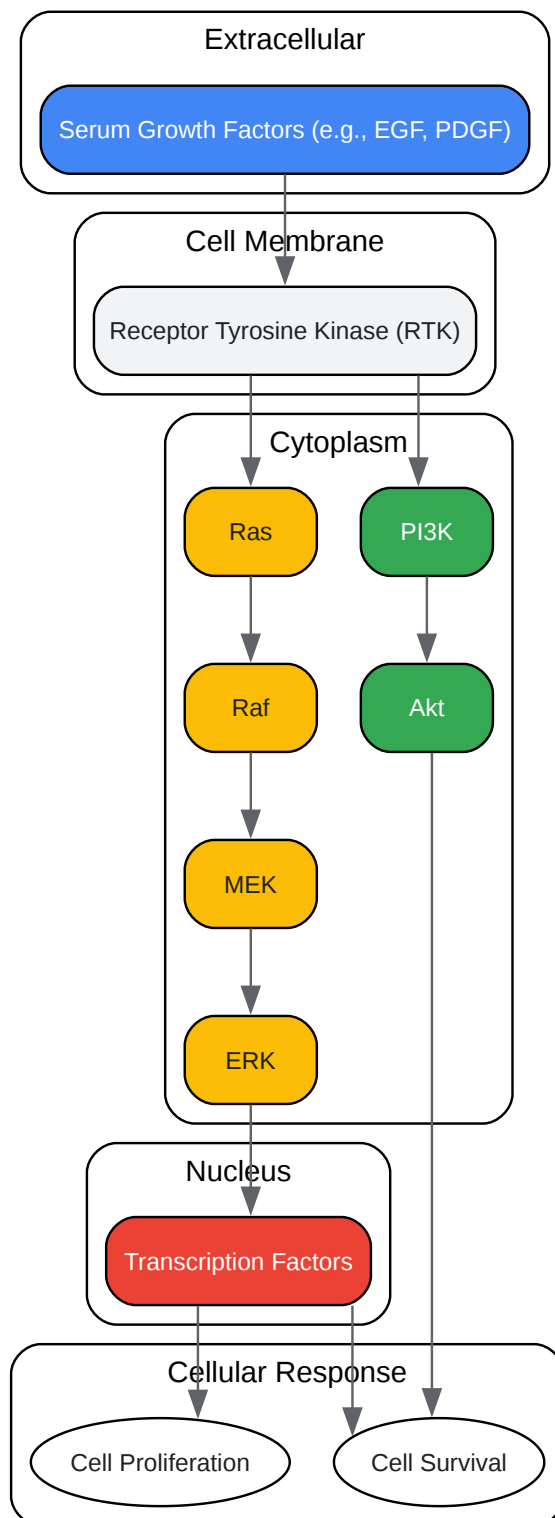 Extracellular
Serum Growth Factors (e.g., EGF, PDGF)
Cell Membrane
Receptor Tyrosine Kinase (RTK)
Cytoplasm
Ras
PI3K
Raf
Akt
MEK
ERK
Nucleus
Transcription Factors
Cellular Response
Cell Proliferation
Cell Survival